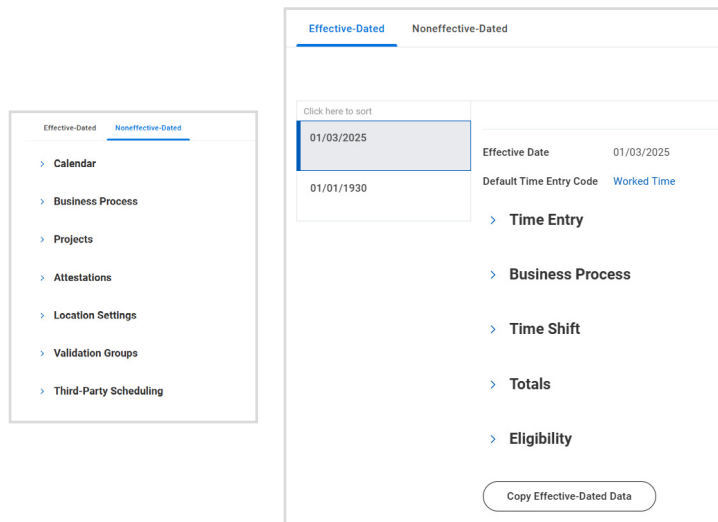 Effective-Dated Noneffective-Dated
Calendar
Business Process
Projects
Attestations
Location Settings
Validation Groups
Third-Party Scheduling
Effective-Dated Noneffective-Dated
Click here to sort
01/03/2025
01/01/1930
Effective Date 01/03/2025
Default Time Entry Code Worked Time
Time Entry
Business Process
Time Shift
Totals
Eligibility
Copy Effective-Dated Data